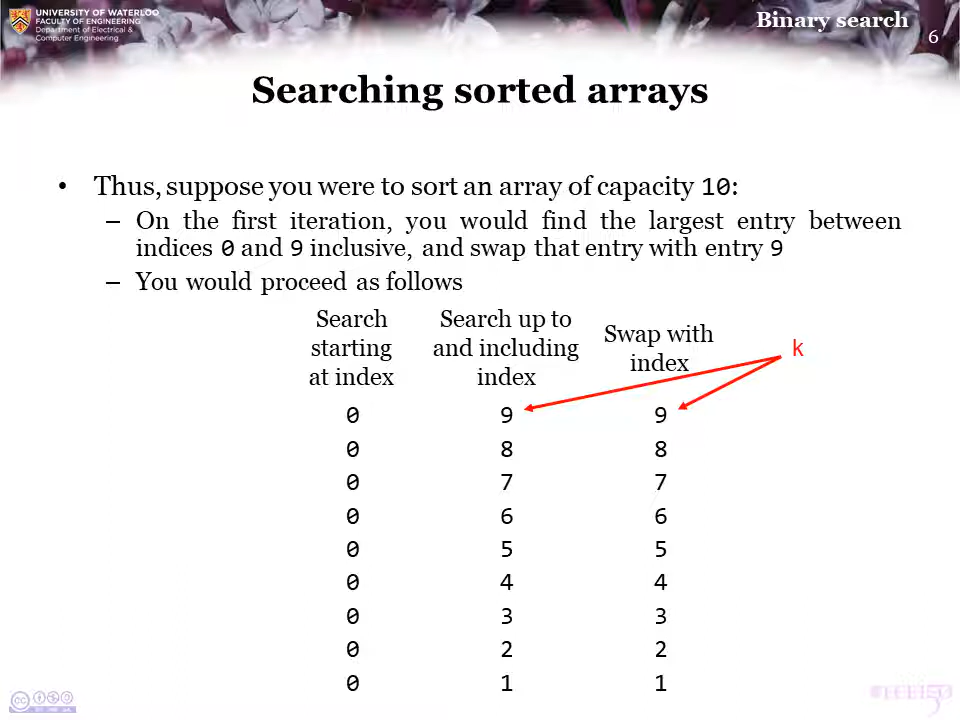 UNIVERSITY OF WATERLOO
FACULTY OF ENGINEERING
Department of Electrical &
Computer Engineering
Binary search
6
Searching sorted arrays
• Thus, suppose you were to sort an array of capacity 10:
– On the first iteration, you would find the largest entry between
indices 0 and 9 inclusive, and swap that entry with entry 9
– You would proceed as follows
Search starting at index Search up to and including index Swap with index k
0 9 9
0 8 8
0 7 7
0 6 6
0 5 5
0 4 4
0 3 3
0 2 2
0 1 1